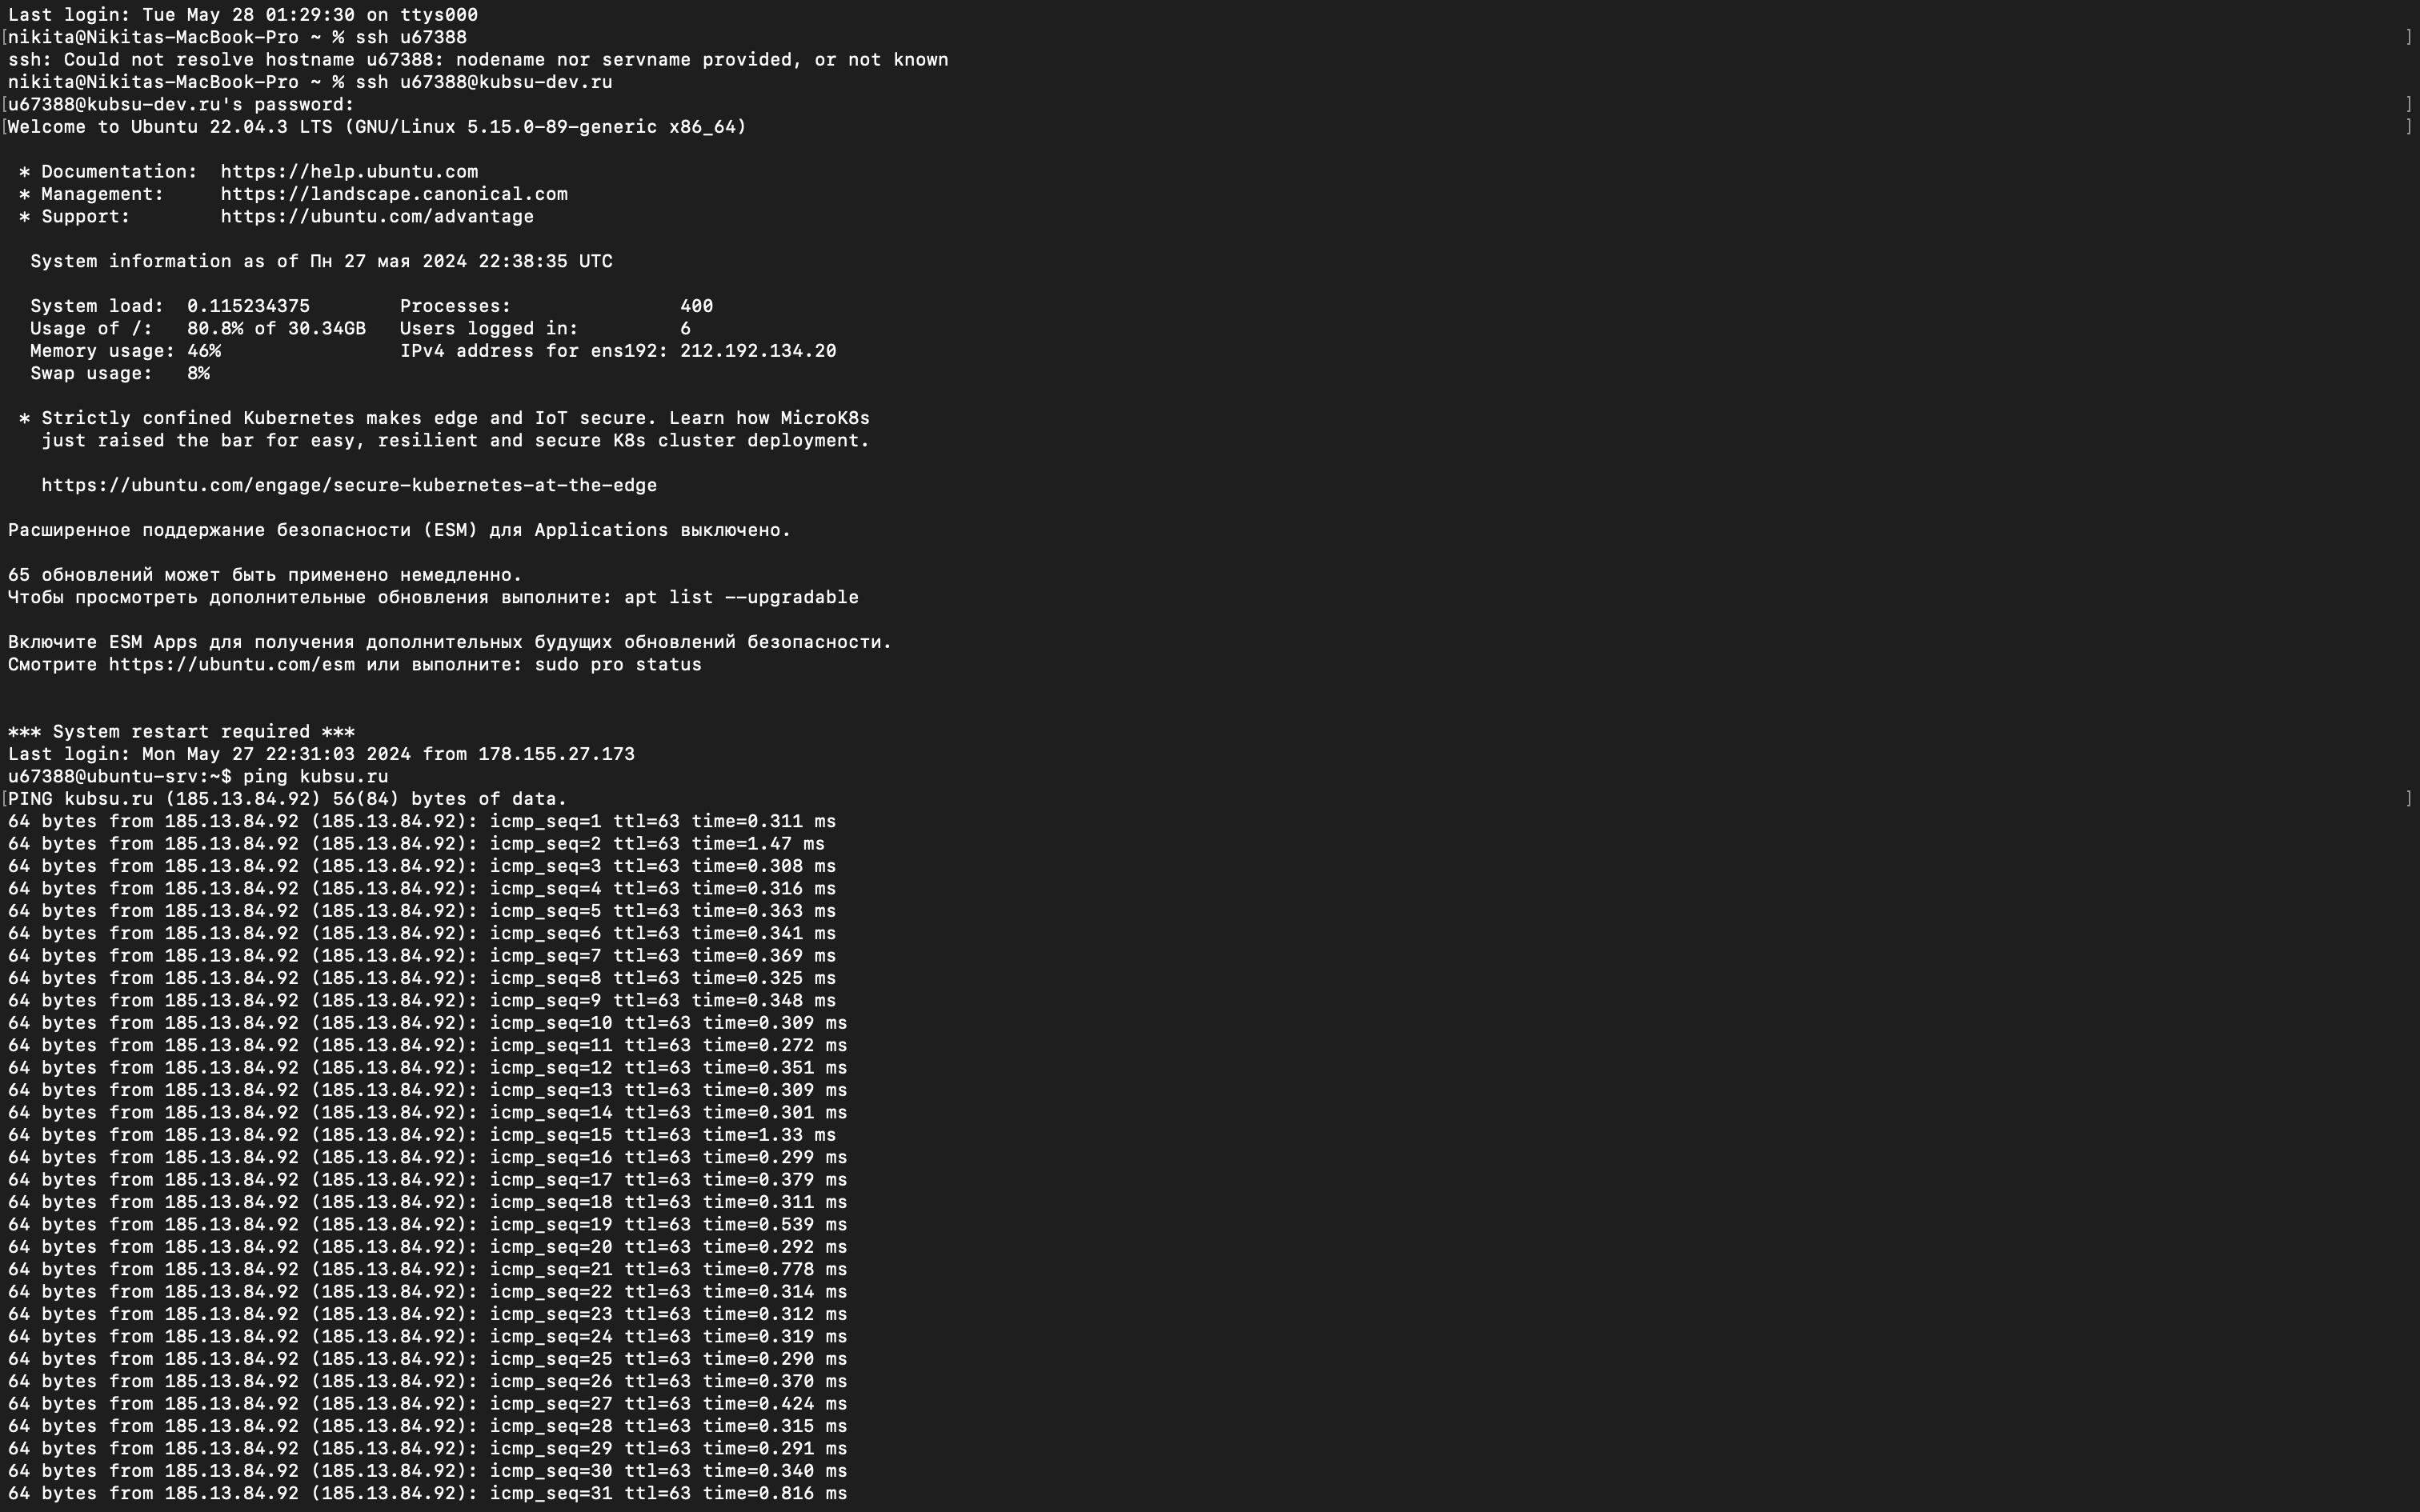 Last login: Tue May 28 01:29:30 on ttys000
[nikita@Nikitas-MacBook-Pro ~ % ssh u67388 ]
ssh: Could not resolve hostname u67388: nodename nor servname provided, or not known
nikita@Nikitas-MacBook-Pro ~ % ssh u67388@kubsu-dev.ru
[u67388@kubsu-dev.ru's password: ]
[Welcome to Ubuntu 22.04.3 LTS (GNU/Linux 5.15.0-89-generic x86_64) ]
* Documentation: https://help.ubuntu.com
* Management: https://landscape.canonical.com
* Support: https://ubuntu.com/advantage
System information as of Пн 27 мая 2024 22:38:35 UTC
System load: 0.115234375 Processes: 400
Usage of /: 80.8% of 30.34GB Users logged in: 6
Memory usage: 46% IPv4 address for ens192: 212.192.134.20
Swap usage: 8%
* Strictly confined Kubernetes makes edge and IoT secure. Learn how MicroK8s
just raised the bar for easy, resilient and secure K8s cluster deployment.
https://ubuntu.com/engage/secure-kubernetes-at-the-edge
Расширенное поддержание безопасности (ESM) для Applications выключено.
65 обновлений может быть применено немедленно.
Чтобы просмотреть дополнительные обновления выполните: apt list --upgradable
Включите ESM Apps для получения дополнительных будущих обновлений безопасности.
Смотрите https://ubuntu.com/esm или выполните: sudo pro status
*** System restart required ***
Last login: Mon May 27 22:31:03 2024 from 178.155.27.173
u67388@ubuntu-srv:~$ ping kubsu.ru
[PING kubsu.ru (185.13.84.92) 56(84) bytes of data. ]
64 bytes from 185.13.84.92 (185.13.84.92): icmp_seq=1 ttl=63 time=0.311 ms
64 bytes from 185.13.84.92 (185.13.84.92): icmp_seq=2 ttl=63 time=1.47 ms
64 bytes from 185.13.84.92 (185.13.84.92): icmp_seq=3 ttl=63 time=0.308 ms
64 bytes from 185.13.84.92 (185.13.84.92): icmp_seq=4 ttl=63 time=0.316 ms
64 bytes from 185.13.84.92 (185.13.84.92): icmp_seq=5 ttl=63 time=0.363 ms
64 bytes from 185.13.84.92 (185.13.84.92): icmp_seq=6 ttl=63 time=0.341 ms
64 bytes from 185.13.84.92 (185.13.84.92): icmp_seq=7 ttl=63 time=0.369 ms
64 bytes from 185.13.84.92 (185.13.84.92): icmp_seq=8 ttl=63 time=0.325 ms
64 bytes from 185.13.84.92 (185.13.84.92): icmp_seq=9 ttl=63 time=0.348 ms
64 bytes from 185.13.84.92 (185.13.84.92): icmp_seq=10 ttl=63 time=0.309 ms
64 bytes from 185.13.84.92 (185.13.84.92): icmp_seq=11 ttl=63 time=0.272 ms
64 bytes from 185.13.84.92 (185.13.84.92): icmp_seq=12 ttl=63 time=0.351 ms
64 bytes from 185.13.84.92 (185.13.84.92): icmp_seq=13 ttl=63 time=0.309 ms
64 bytes from 185.13.84.92 (185.13.84.92): icmp_seq=14 ttl=63 time=0.301 ms
64 bytes from 185.13.84.92 (185.13.84.92): icmp_seq=15 ttl=63 time=1.33 ms
64 bytes from 185.13.84.92 (185.13.84.92): icmp_seq=16 ttl=63 time=0.299 ms
64 bytes from 185.13.84.92 (185.13.84.92): icmp_seq=17 ttl=63 time=0.379 ms
64 bytes from 185.13.84.92 (185.13.84.92): icmp_seq=18 ttl=63 time=0.311 ms
64 bytes from 185.13.84.92 (185.13.84.92): icmp_seq=19 ttl=63 time=0.539 ms
64 bytes from 185.13.84.92 (185.13.84.92): icmp_seq=20 ttl=63 time=0.292 ms
64 bytes from 185.13.84.92 (185.13.84.92): icmp_seq=21 ttl=63 time=0.778 ms
64 bytes from 185.13.84.92 (185.13.84.92): icmp_seq=22 ttl=63 time=0.314 ms
64 bytes from 185.13.84.92 (185.13.84.92): icmp_seq=23 ttl=63 time=0.312 ms
64 bytes from 185.13.84.92 (185.13.84.92): icmp_seq=24 ttl=63 time=0.319 ms
64 bytes from 185.13.84.92 (185.13.84.92): icmp_seq=25 ttl=63 time=0.290 ms
64 bytes from 185.13.84.92 (185.13.84.92): icmp_seq=26 ttl=63 time=0.370 ms
64 bytes from 185.13.84.92 (185.13.84.92): icmp_seq=27 ttl=63 time=0.424 ms
64 bytes from 185.13.84.92 (185.13.84.92): icmp_seq=28 ttl=63 time=0.315 ms
64 bytes from 185.13.84.92 (185.13.84.92): icmp_seq=29 ttl=63 time=0.291 ms
64 bytes from 185.13.84.92 (185.13.84.92): icmp_seq=30 ttl=63 time=0.340 ms
64 bytes from 185.13.84.92 (185.13.84.92): icmp_seq=31 ttl=63 time=0.816 ms